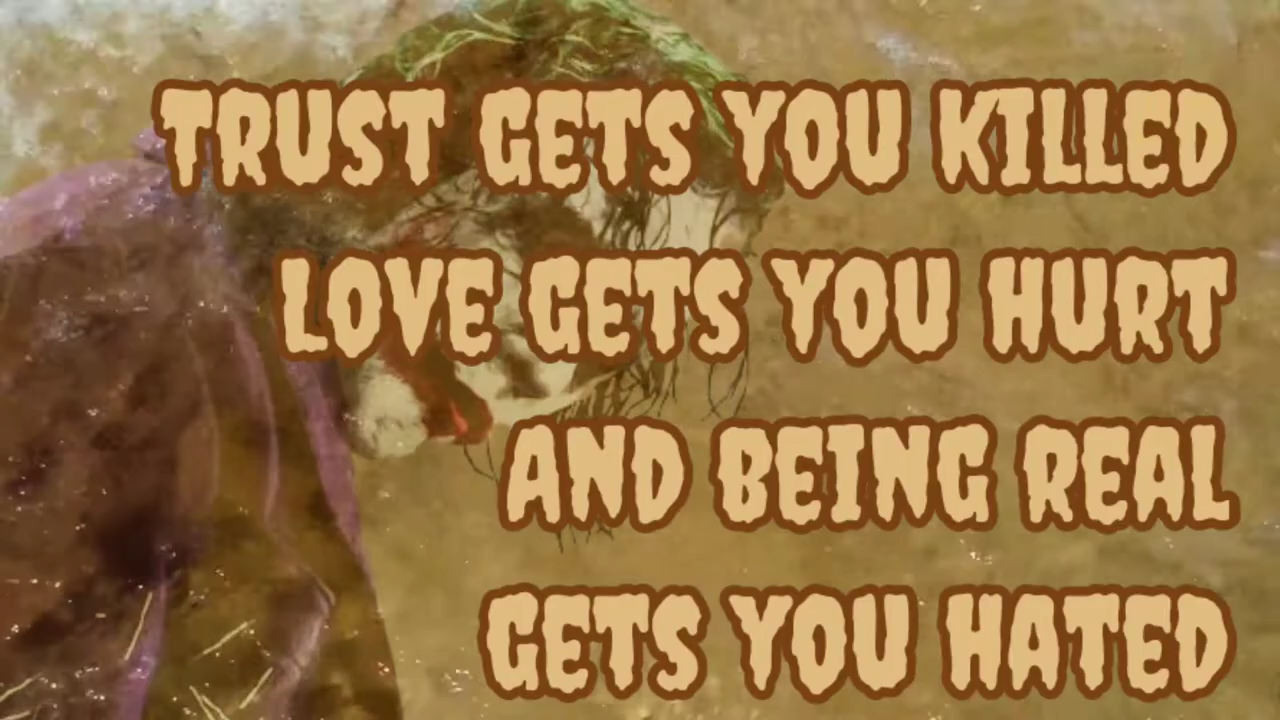 TRUST GETS YOU KILLED
LOVE GETS YOU HURT
AND BEING REAL
GETS YOU HATED